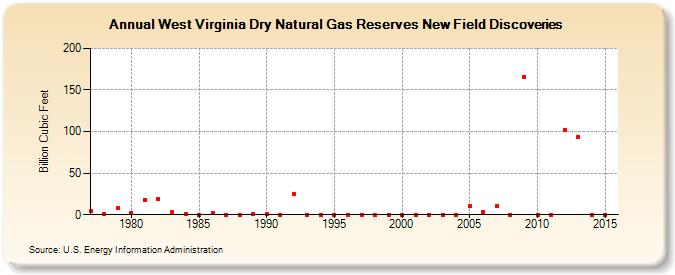 Annual West Virginia Dry Natural Gas Reserves New Field Discoveries
Billion Cubic Feet
200
150
100
50
0
1980 1985 1990 1995 2000 2005 2010 2015
Source: U.S. Energy Information Administration